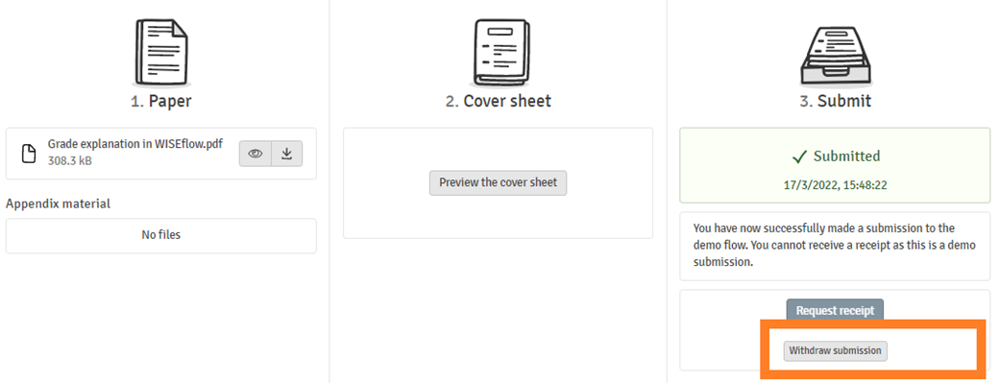 1. Paper
Grade explanation in WISEflow.pdf
308.3 kB
Appendix material
No files
2. Cover sheet
Preview the cover sheet
3. Submit
Submitted
17/3/2022, 15:48:22
You have now successfully made a submission to the
demo flow. You cannot receive a receipt as this is a demo
submission.
Request receipt
Withdraw submission